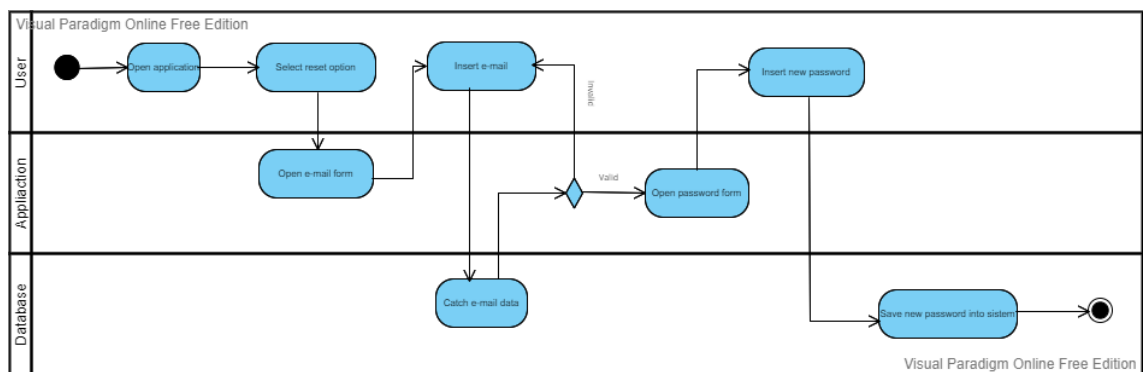 Visual Paradigm Online Free Edition
User
Open application
Select reset option
Insert e-mail
Invalic
Insert new password
Appliaction
Open e-mail form
Valid
Open password form
Database
Catch e-mail data
Save new password into sistem
Visual Paradigm Online Free Edition